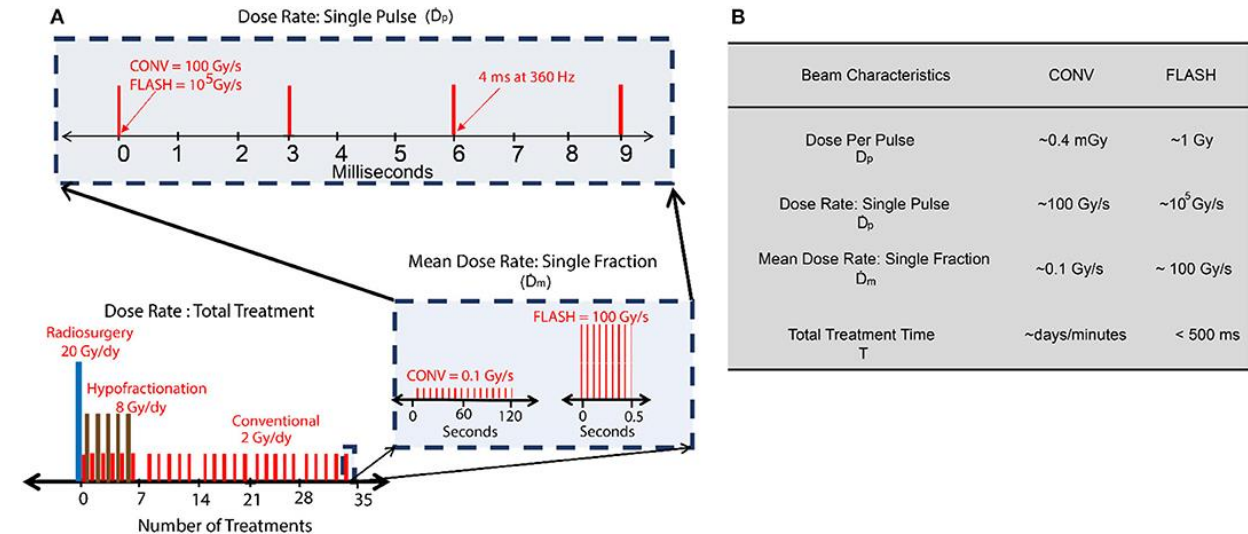 A
Dose Rate: Single Pulse (Ḋₚ)
CONV = 100 Gy/s
FLASH = 10⁵Gy/s
4 ms at 360 Hz
0 1 2 3 4 5 6 7 8 9
Milliseconds
Mean Dose Rate: Single Fraction
(Ḋm)
FLASH = 100 Gy/s
CONV = 0.1 Gy/s
0 60 120
Seconds
0 0.5
Seconds
Dose Rate : Total Treatment
Radiosurgery
20 Gy/dy
Hypofractionation
8 Gy/dy
Conventional
2 Gy/dy
0 7 14 21 28 35
Number of Treatments
B
Beam Characteristics CONV FLASH
Dose Per Pulse ~0.4 mGy ~1 Gy
Dₚ
Dose Rate: Single Pulse ~100 Gy/s ~10⁵Gy/s
Ḋₚ
Mean Dose Rate: Single Fraction ~0.1 Gy/s ~ 100 Gy/s
Ḋm
Total Treatment Time ~days/minutes < 500 ms
T